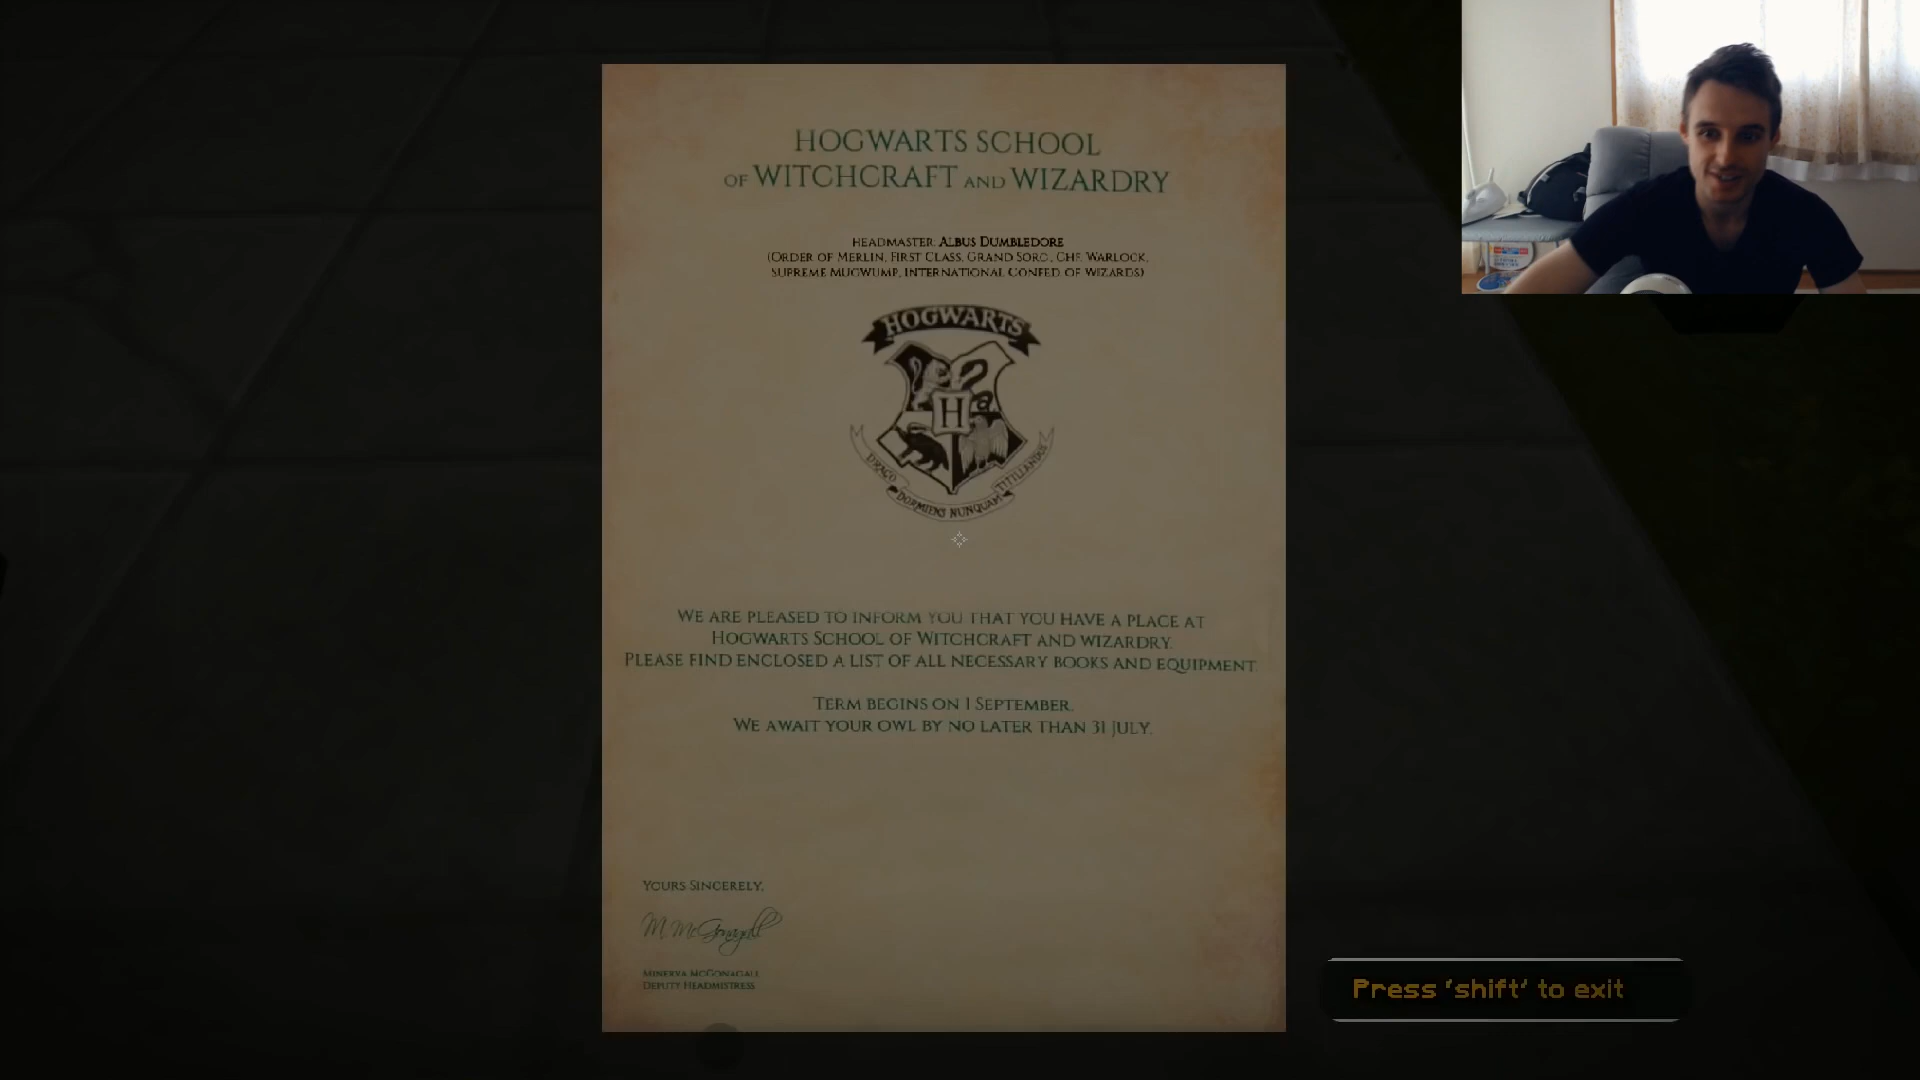 HOGWARTS SCHOOL
OF WITCHCRAFT AND WIZARDRY
HEADMASTER: ALBUS DUMBLEDORE
(ORDER OF MERLIN, FIRST CLASS, GRAND SORC., CHF. WARLOCK,
SUPREME MUGWUMP, INTERNATIONAL CONFED. OF WIZARDS)
HOGWARTS
H
DRACO DORMIENS NUNQUAM TITILLANDUS
WE ARE PLEASED TO INFORM YOU THAT YOU HAVE A PLACE AT
HOGWARTS SCHOOL OF WITCHCRAFT AND WIZARDRY.
PLEASE FIND ENCLOSED A LIST OF ALL NECESSARY BOOKS AND EQUIPMENT
TERM BEGINS ON 1 SEPTEMBER.
WE AWAIT YOUR OWL BY NO LATER THAN 31 JULY.
YOURS SINCERELY,
M. McGonagall
MINERVA MCGONAGALL
DEPUTY HEADMISTRESS
Press 'shift' to exit